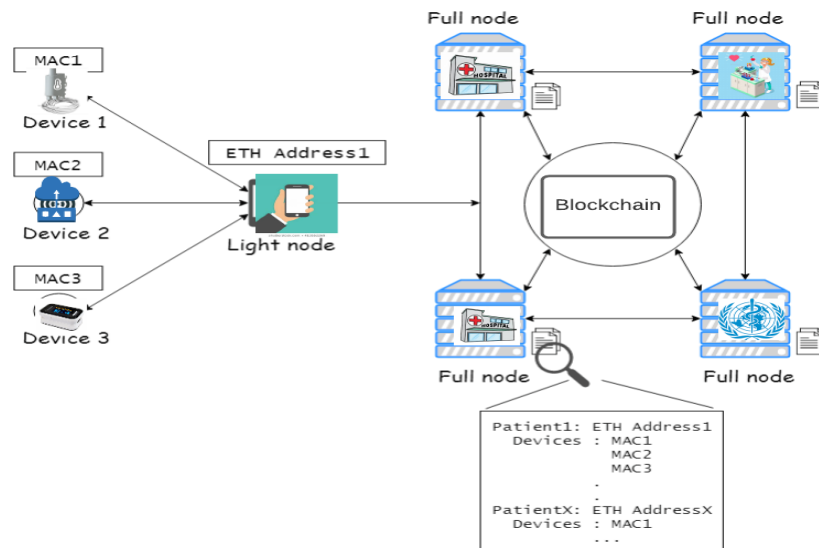 Full node
Full node
MAC1
Device 1
MAC2
Device 2
MAC3
Device 3
ETH Address1
Light node
HOSPITAL
Blockchain
HOSPITAL
Full node
Full node
Patient1: ETH Address1
Devices : MAC1
MAC2
MAC3
.
.
PatientX: ETH AddressX
Devices : MAC1
...